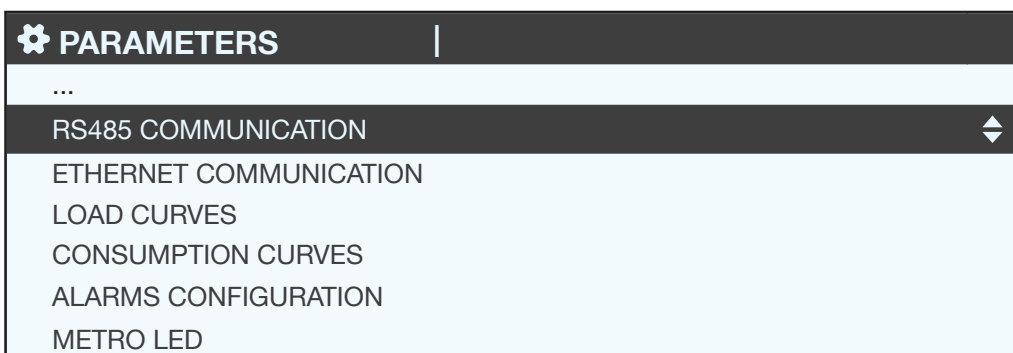 PARAMETERS
...
RS485 COMMUNICATION
ETHERNET COMMUNICATION
LOAD CURVES
CONSUMPTION CURVES
ALARMS CONFIGURATION
METRO LED